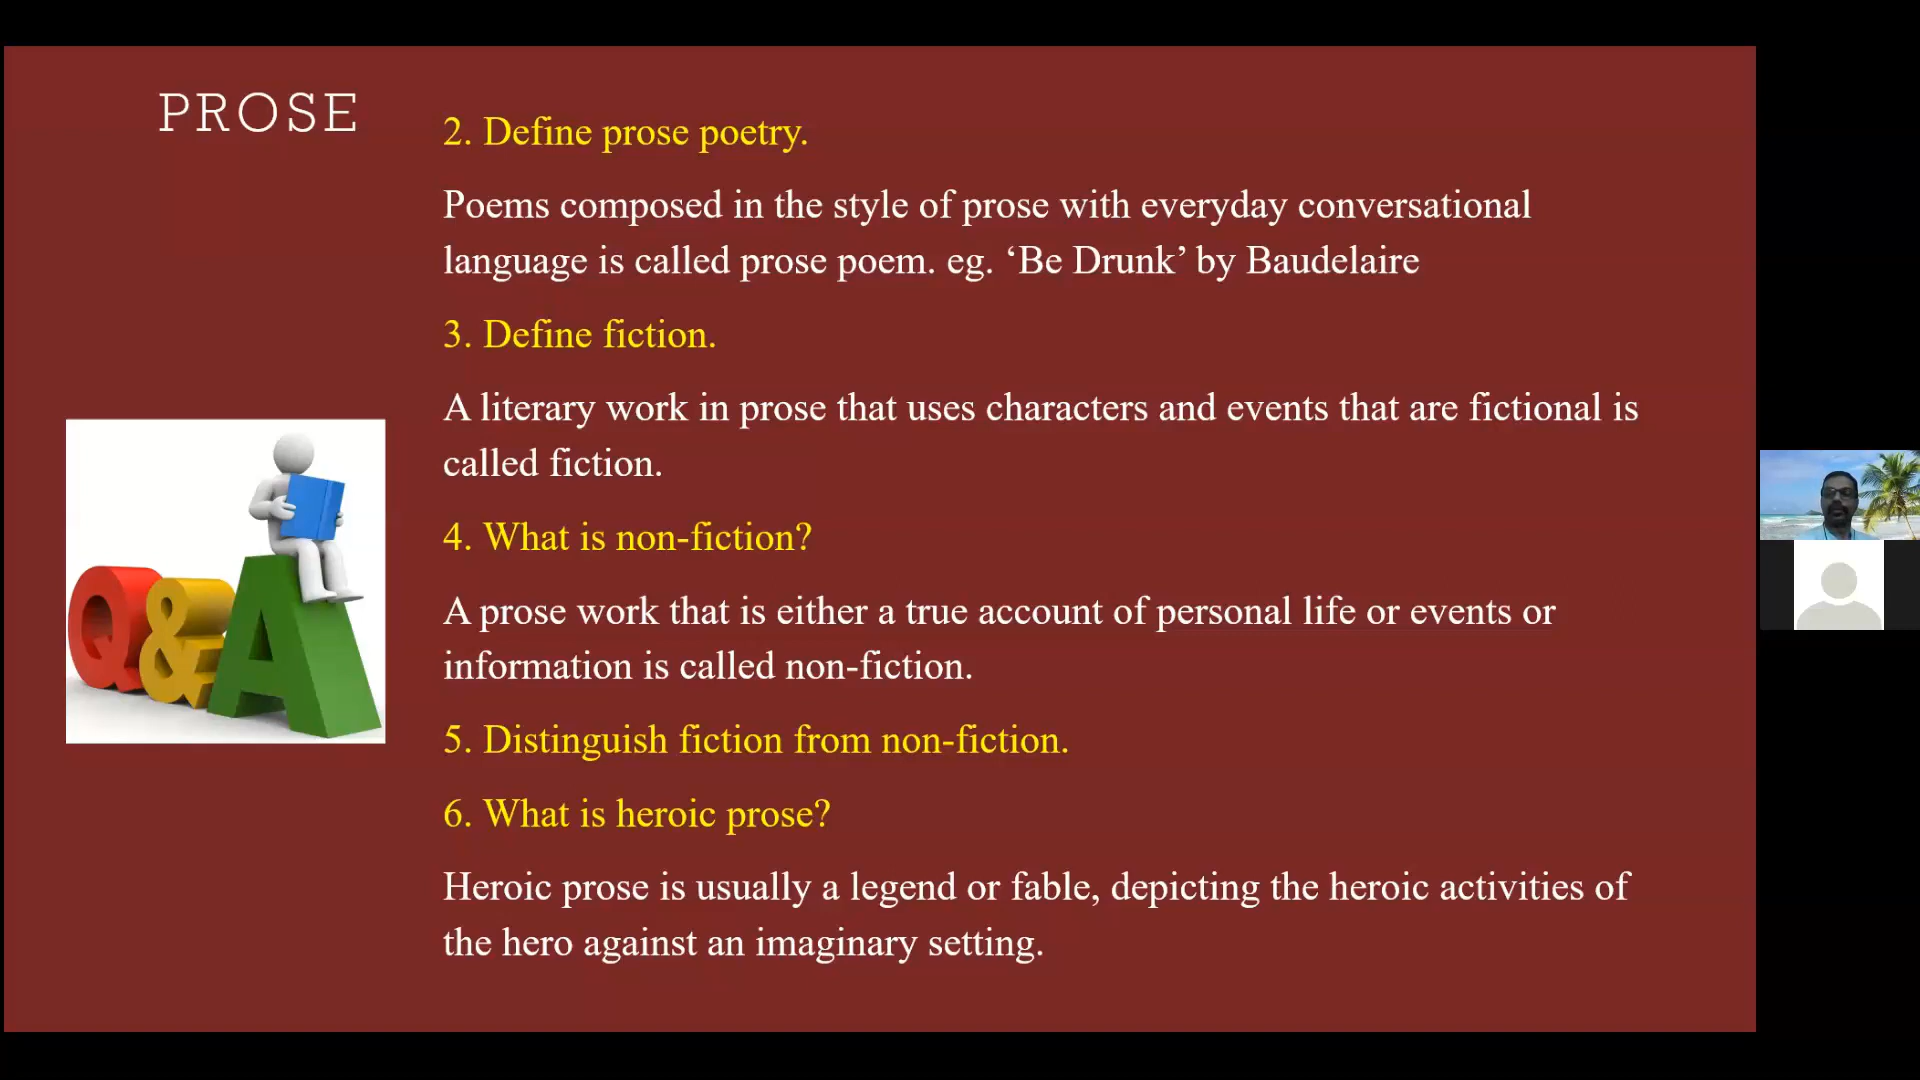 PROSE
2. Define prose poetry.
Poems composed in the style of prose with everyday conversational
language is called prose poem. eg. ‘Be Drunk’ by Baudelaire
3. Define fiction.
A literary work in prose that uses characters and events that are fictional is
called fiction.
4. What is non-fiction?
A prose work that is either a true account of personal life or events or
information is called non-fiction.
5. Distinguish fiction from non-fiction.
6. What is heroic prose?
Heroic prose is usually a legend or fable, depicting the heroic activities of
the hero against an imaginary setting.
Q&A